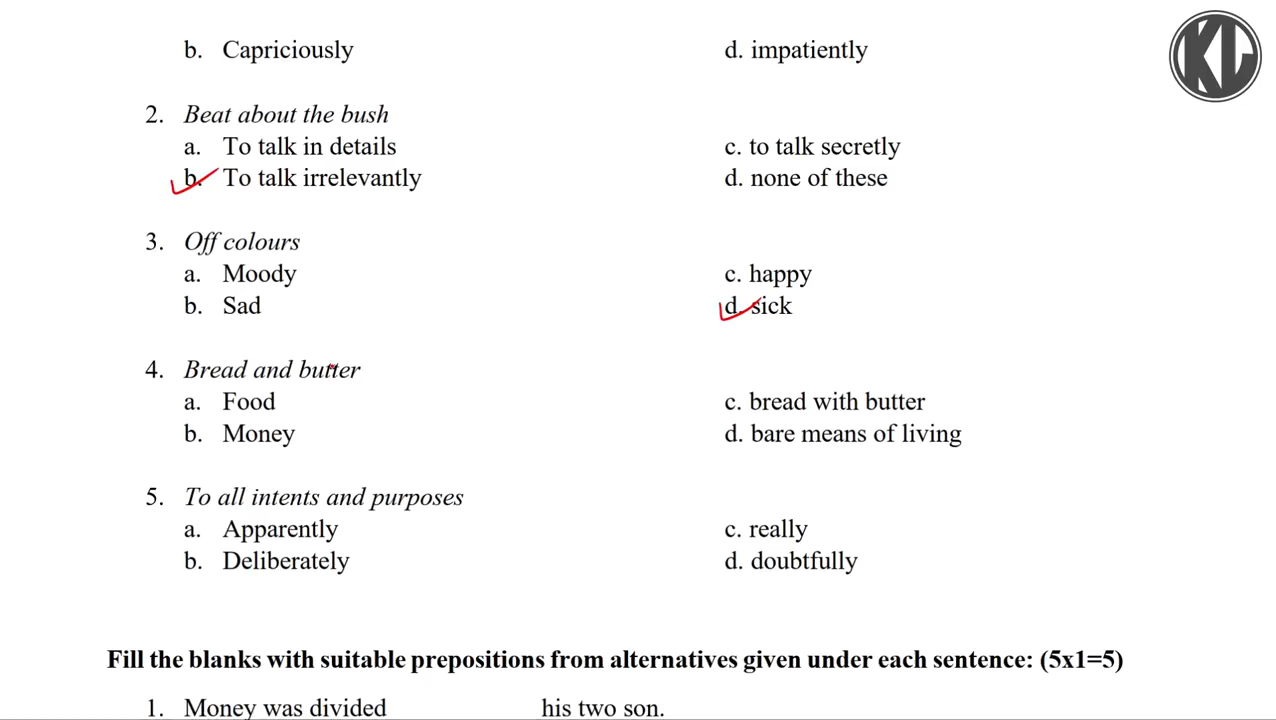 KL
b. Capriciously d. impatiently
2. Beat about the bush
a. To talk in details c. to talk secretly
b. To talk irrelevantly d. none of these
3. Off colours
a. Moody c. happy
b. Sad d. sick
4. Bread and butter
a. Food c. bread with butter
b. Money d. bare means of living
5. To all intents and purposes
a. Apparently c. really
b. Deliberately d. doubtfully
Fill the blanks with suitable prepositions from alternatives given under each sentence: (5x1=5)
1. Money was divided his two son.